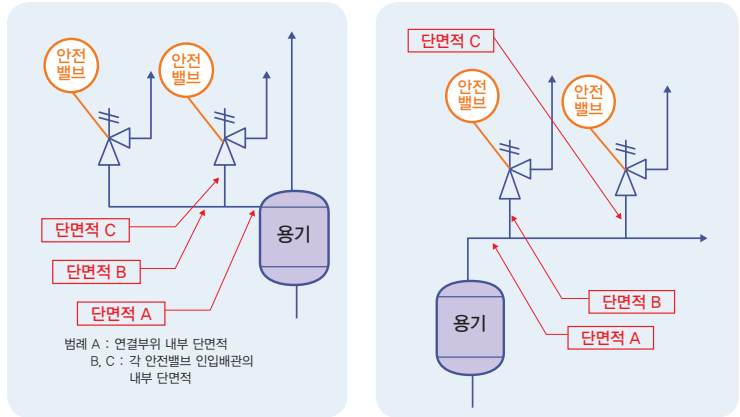 안전
밸브
안전
밸브
단면적 C
단면적 B
단면적 A
용기
범례 A : 연결부위 내부 단면적
B, C : 각 안전밸브 인입배관의
내부 단면적
단면적 C
안전
밸브
안전
밸브
단면적 B
단면적 A
용기